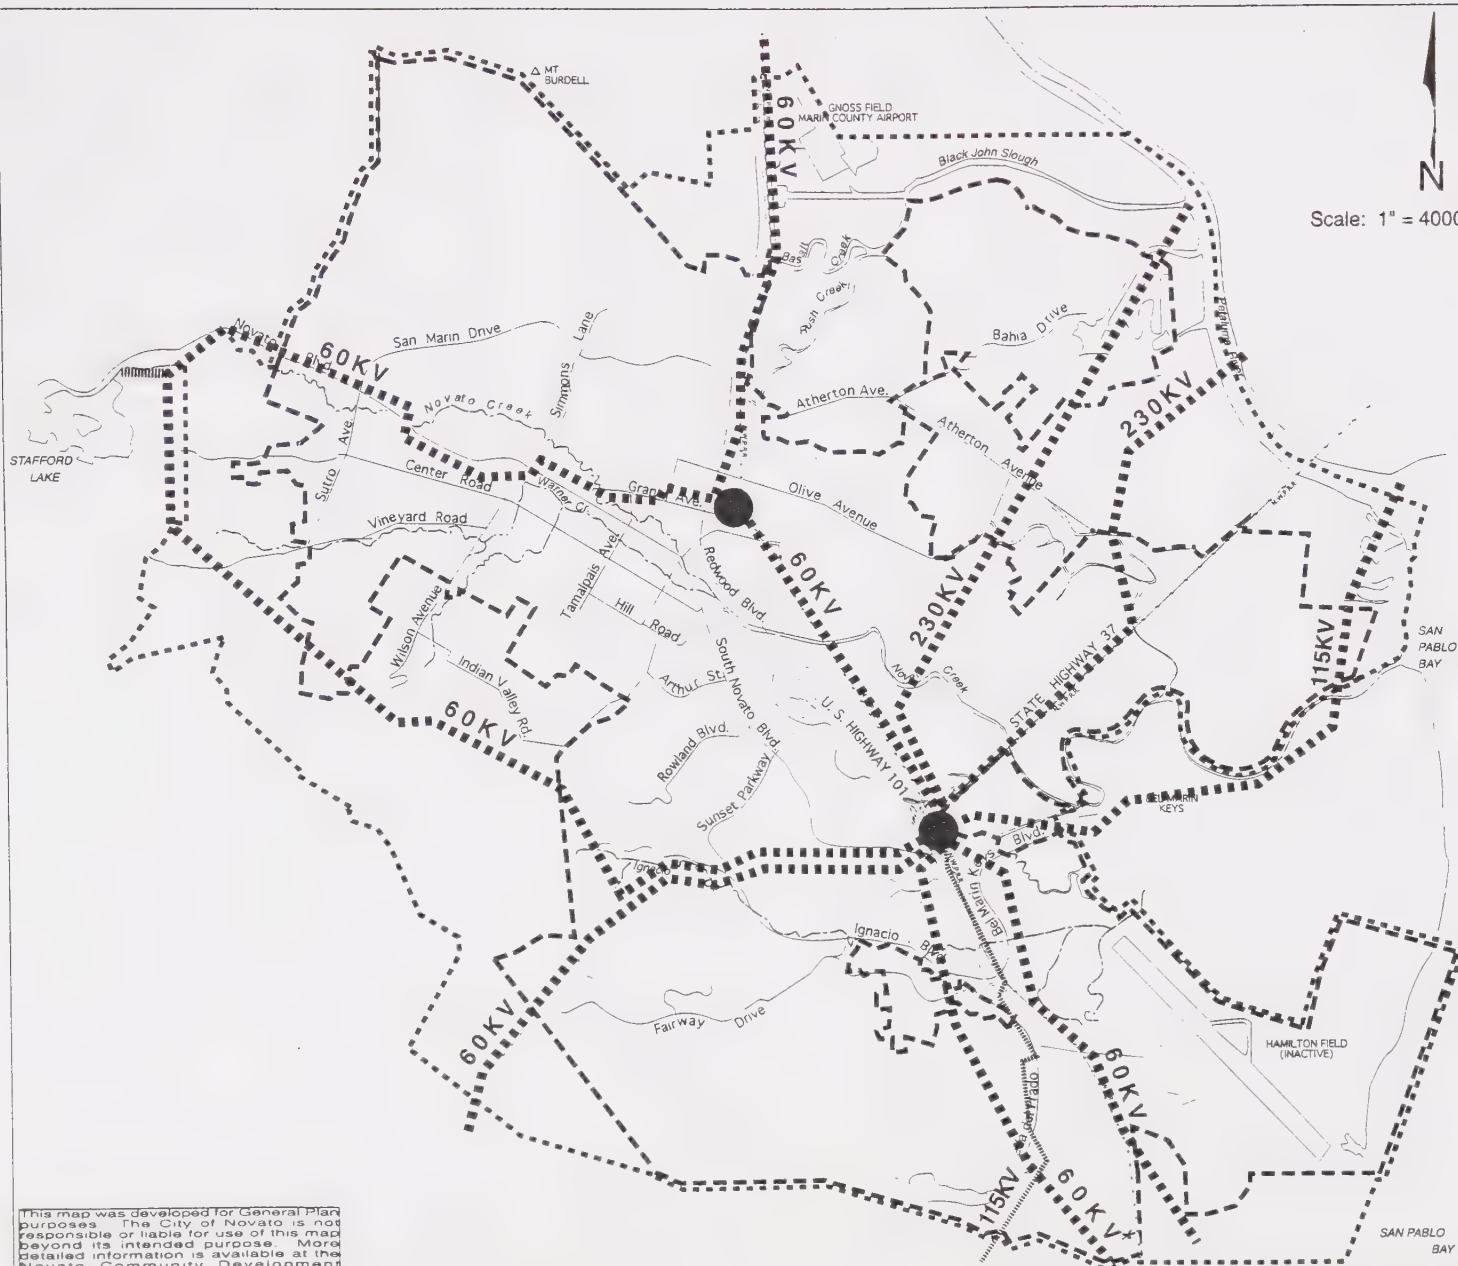 MT
BURDELL
60KV
GNOSS FIELD
MARIN COUNTY AIRPORT
Black John Slough
N
Scale: 1" = 4000
Basalt Creek
Rush Creek
Petaluma River
Bahia Drive
Novato Blvd.
60KV
San Marin Drive
Simmons Lane
Novato Creek
Atherton Ave.
Atherton Avenue
230KV
STAFFORD
LAKE
Sutro Ave.
Center Road
Warner Cr.
Grant Ave.
Olive Avenue
N.W.P.R.R.
Vineyard Road
Tamalpais Ave.
Redwood Blvd.
60KV
230KV
Wilson Avenue
Hill Road
Indian Valley Rd.
Arthur St.
South Novato Blvd.
Creek
STATE HIGHWAY 37
115KV
SAN
PABLO
BAY
60KV
Rowland Blvd.
U. S. HIGHWAY 101
Sunset Parkway
BEL MARIN
KEYS
Bel Marin Keys Blvd.
Ignacio
Ignacio Blvd.
Fairway Drive
60KV
HAMILTON FIELD
(INACTIVE)
60KV
115KV
60KV*
SAN PABLO
BAY
This map was developed for General Plan
purposes. The City of Novato is not
responsible or liable for use of this map
beyond its intended purpose. More
detailed information is available at the
Novato Community Development